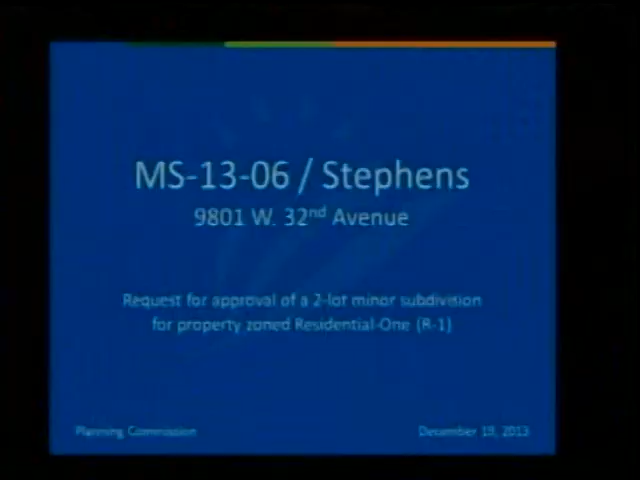 MS-13-06 / Stephens
9801 W. 32nd Avenue
Request for approval of a 2-lot minor subdivision
for property zoned Residential-One (R-1)
Planning Commission
December 19, 2013